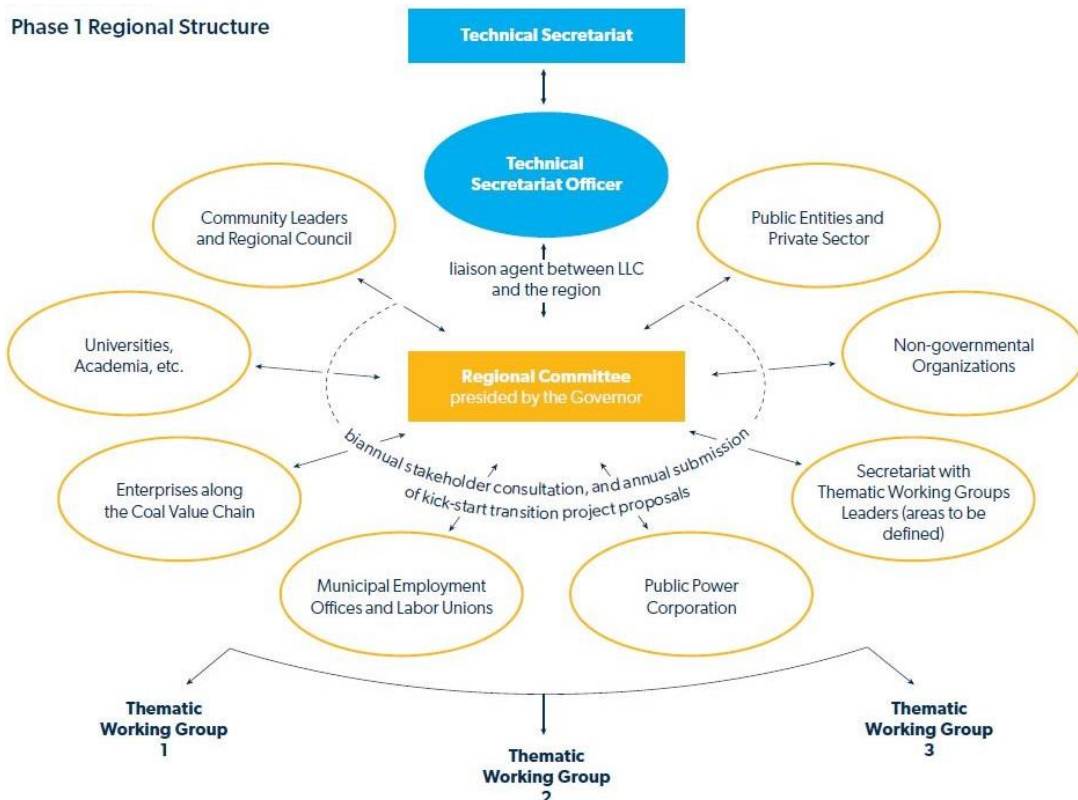 Phase 1 Regional Structure
Technical Secretariat
Technical
Secretariat Officer
Community Leaders
and Regional Council
Public Entities and
Private Sector
liaison agent between LLC
and the region
Universities,
Academia, etc.
Non-governmental
Organizations
Regional Committee
presided by the Governor
biannual stakeholder consultation, and annual submission
of kick-start transition project proposals
Enterprises along
the Coal Value Chain
Secretariat with
Thematic Working Groups
Leaders (areas to be
defined)
Municipal Employment
Offices and Labor Unions
Public Power
Corporation
Thematic
Working Group
1
Thematic
Working Group
2
Thematic
Working Group
3